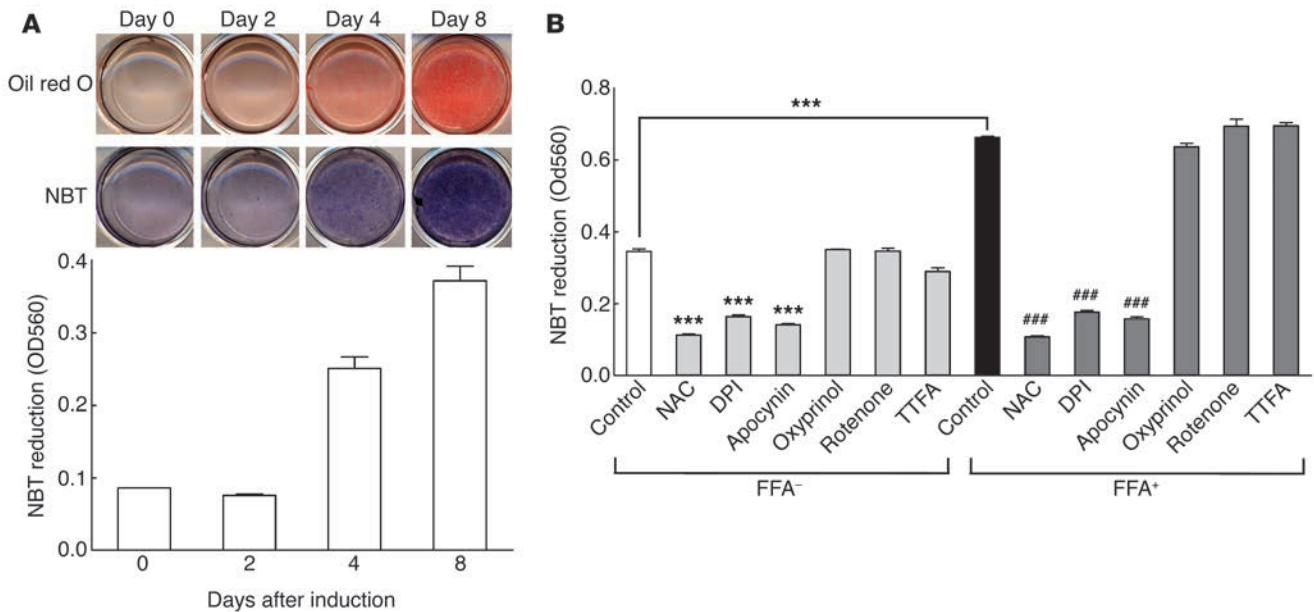 A
Day 0 Day 2 Day 4 Day 8
Oil red O
NBT
NBT reduction (OD560)
0.4
0.3
0.2
0.1
0.0
0 2 4 8
Days after induction
B
NBT reduction (Od560)
0.8
0.6
0.4
0.2
0.0
***
*** *** ***
### ### ###
Control NAC DPI Apocynin Oxyprinol Rotenone TTFA Control NAC DPI Apocynin Oxyprinol Rotenone TTFA
FFA⁻ FFA⁺